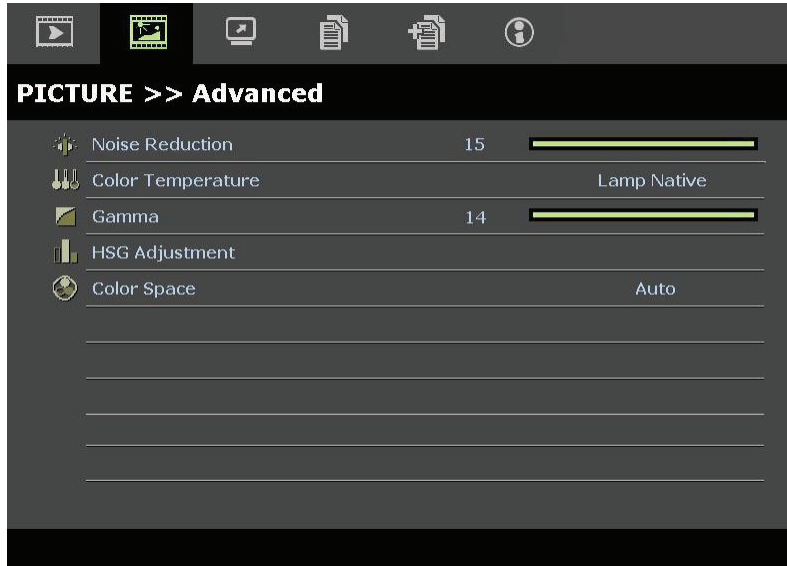 PICTURE >> Advanced
Noise Reduction 15
Color Temperature Lamp Native
Gamma 14
HSG Adjustment
Color Space Auto